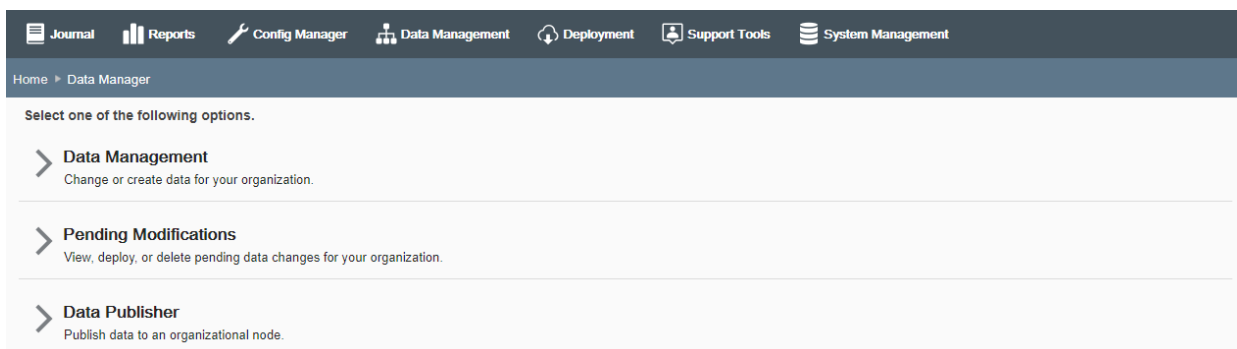 Journal Reports Config Manager Data Management Deployment Support Tools System Management
Home Data Manager
Select one of the following options.
Data Management
Change or create data for your organization.
Pending Modifications
View, deploy, or delete pending data changes for your organization.
Data Publisher
Publish data to an organizational node.